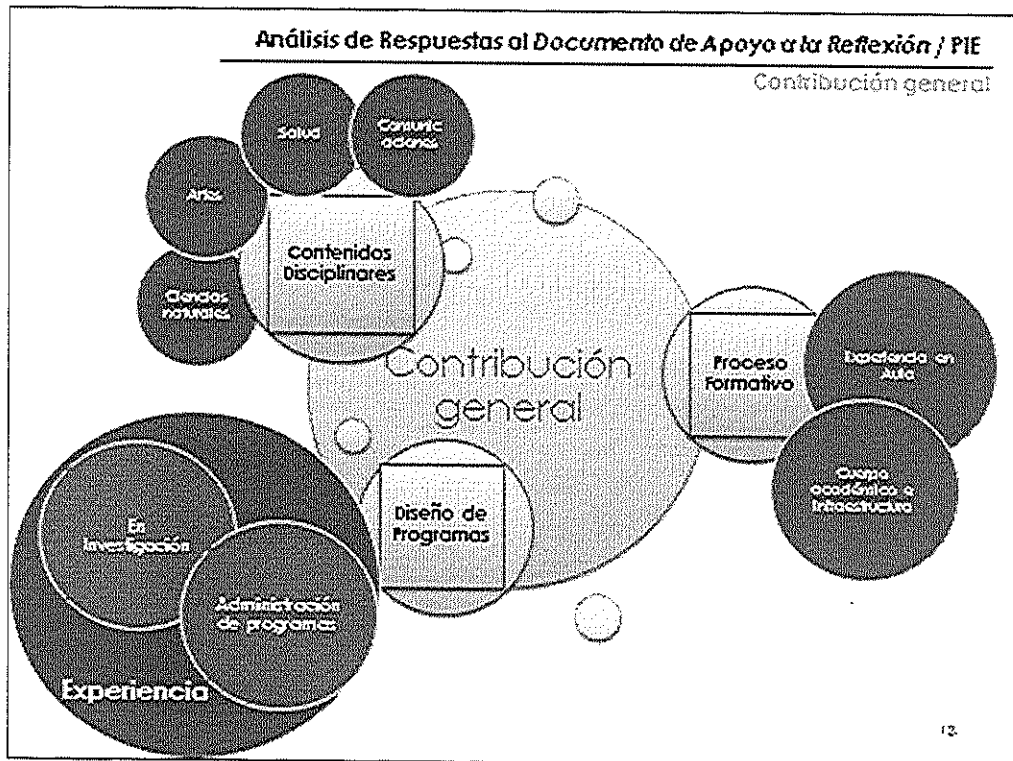 Análisis de Respuestas al Documento de Apoyo a la Reflexión / PIE
Contribución general
Salud
Comunic
aciones
Artes
Contenidos
Disciplinares
Ciencias
naturales
Contribución
general
Proceso
Formativo
Experiencia en
Aula
Cuerpo
académico e
Infraestructura
Diseño de
Programas
En
Investigación
Administración
de programas
Experiencia
12